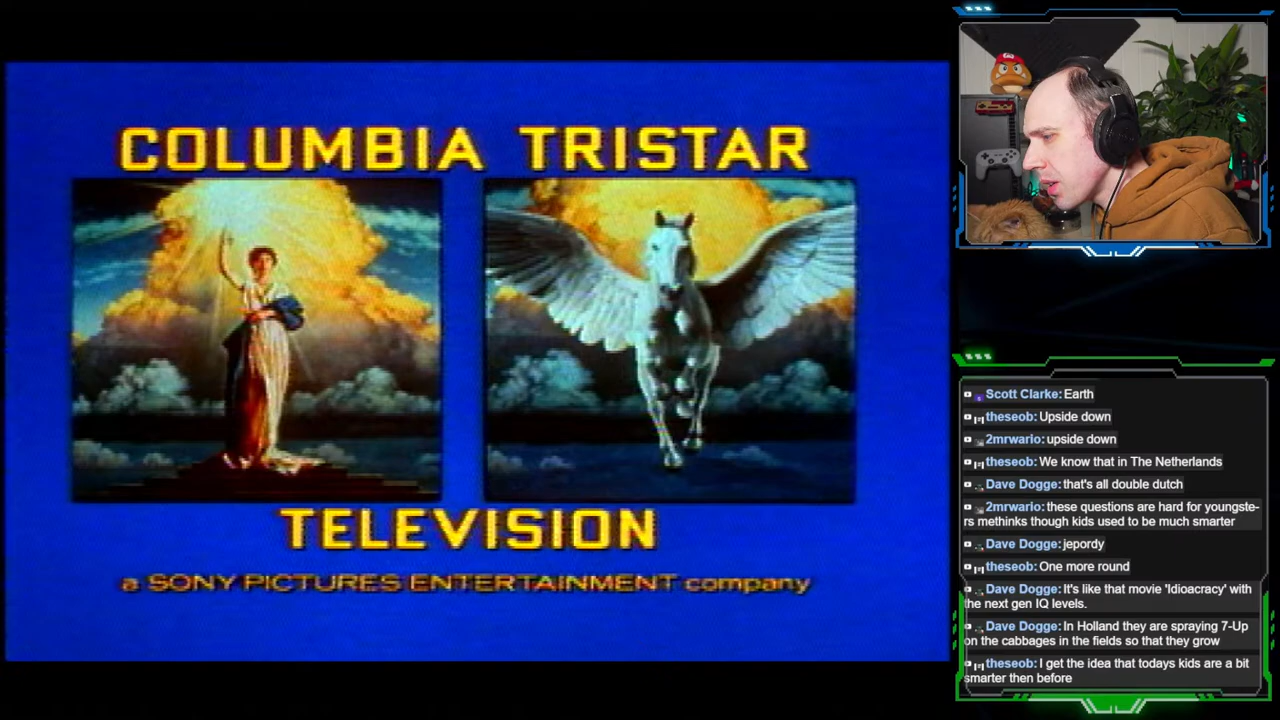 COLUMBIA TRISTAR
TELEVISION
a SONY PICTURES ENTERTAINMENT company
Scott Clarke: Earth
theseob: Upside down
2mrwario: upside down
theseob: We know that in The Netherlands
Dave Dogge: that's all double dutch
2mrwario: these questions are hard for youngste-
rs methinks though kids used to be much smarter
Dave Dogge: jepordy
theseob: One more round
Dave Dogge: It's like that movie 'Idioacracy' with
the next gen IQ levels.
Dave Dogge: In Holland they are spraying 7-Up
on the cabbages in the fields so that they grow
theseob: I get the idea that todays kids are a bit
smarter then before